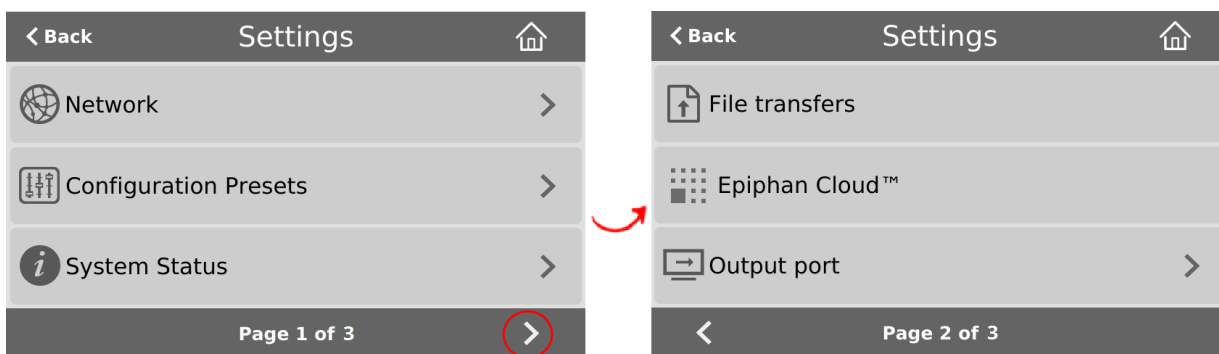 Back Settings
Network
Configuration Presets
i System Status
Page 1 of 3
Back Settings
File transfers
Epiphan Cloud™
Output port
Page 2 of 3